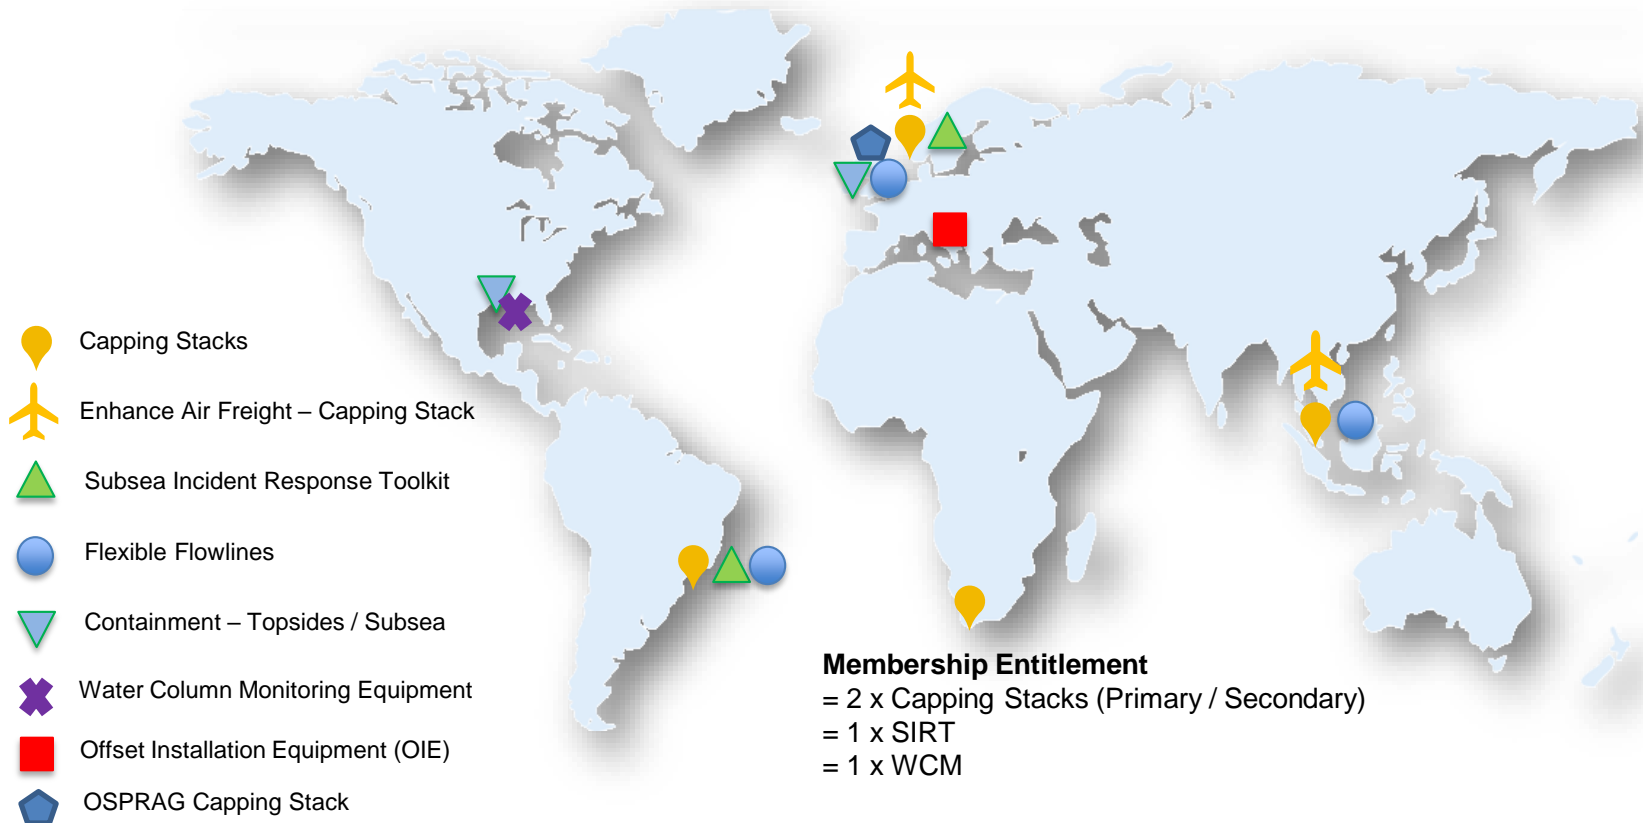 Capping Stacks
Enhance Air Freight – Capping Stack
Subsea Incident Response Toolkit
Flexible Flowlines
Containment – Topsides / Subsea
Water Column Monitoring Equipment
Offset Installation Equipment (OIE)
OSPRAG Capping Stack
Membership Entitlement
= 2 x Capping Stacks (Primary / Secondary)
= 1 x SIRT
= 1 x WCM